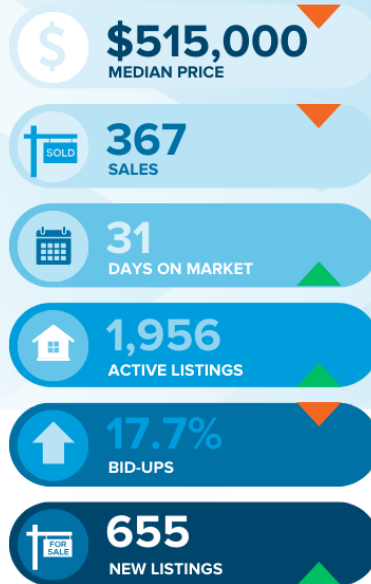 $
$515,000
MEDIAN PRICE
SOLD
367
SALES
31
DAYS ON MARKET
1,956
ACTIVE LISTINGS
17.7%
BID-UPS
FOR
SALE
655
NEW LISTINGS